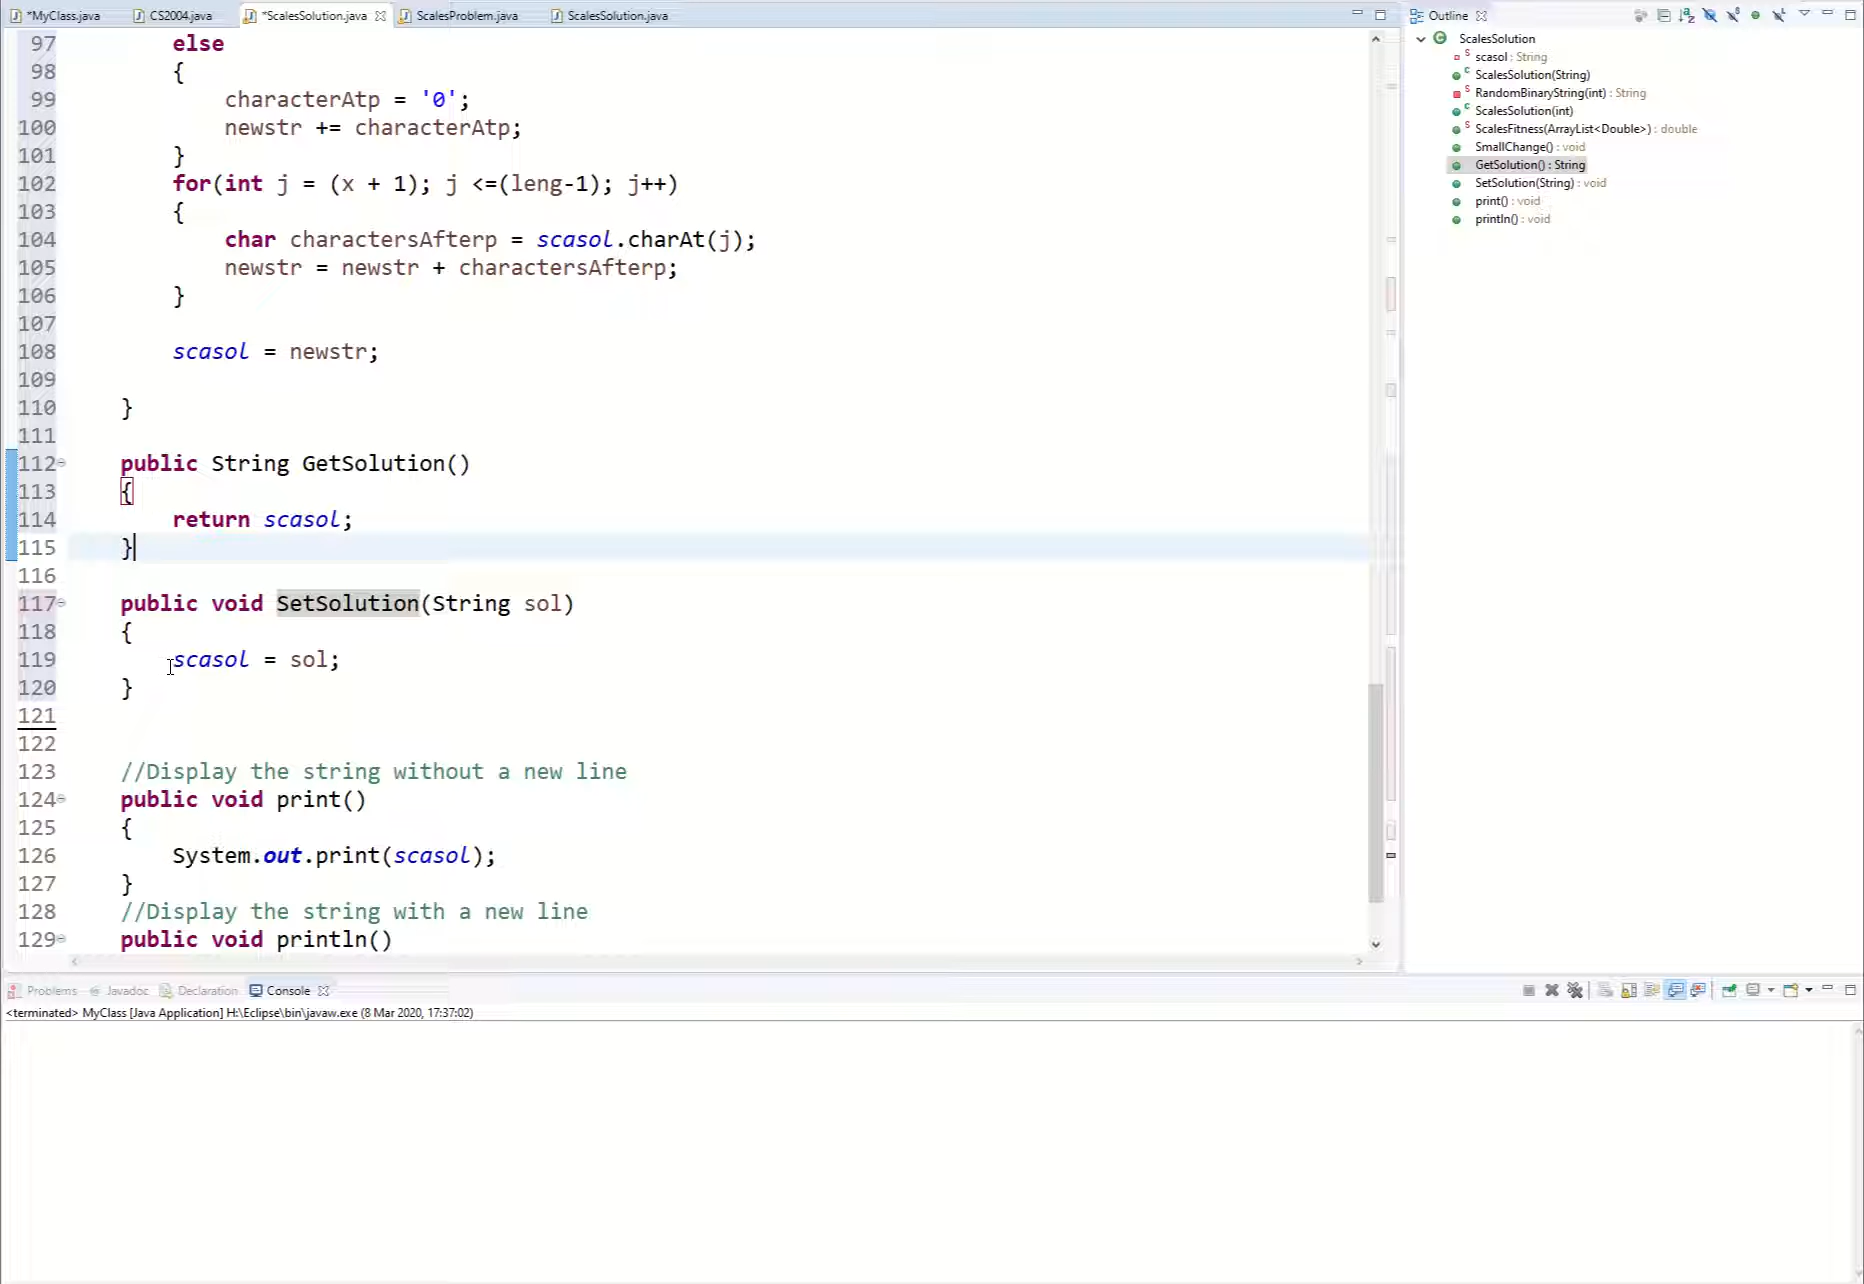 *MyClass.java CS2004.java *ScalesSolution.java ScalesProblem.java ScalesSolution.java
97 else
98 {
99 characterAtp = '0';
100 newstr += characterAtp;
101 }
102 for(int j = (x + 1); j <=(leng-1); j++)
103 {
104 char charactersAfterp = scasol.charAt(j);
105 newstr = newstr + charactersAfterp;
106 }
107
108 scasol = newstr;
109
110 }
111
112 public String GetSolution()
113 {
114 return scasol;
115 }
116
117 public void SetSolution(String sol)
118 {
119 scasol = sol;
120 }
121
122
123 //Display the string without a new line
124 public void print()
125 {
126 System.out.print(scasol);
127 }
128 //Display the string with a new line
129 public void println()
Outline
ScalesSolution
scasol : String
ScalesSolution(String)
RandomBinaryString(int) : String
ScalesSolution(int)
ScalesFitness(ArrayList<Double>) : double
SmallChange() : void
GetSolution() : String
SetSolution(String) : void
print() : void
println() : void
Problems Javadoc Declaration Console
<terminated> MyClass [Java Application] H:\Eclipse\bin\javaw.exe (8 Mar 2020, 17:37:02)